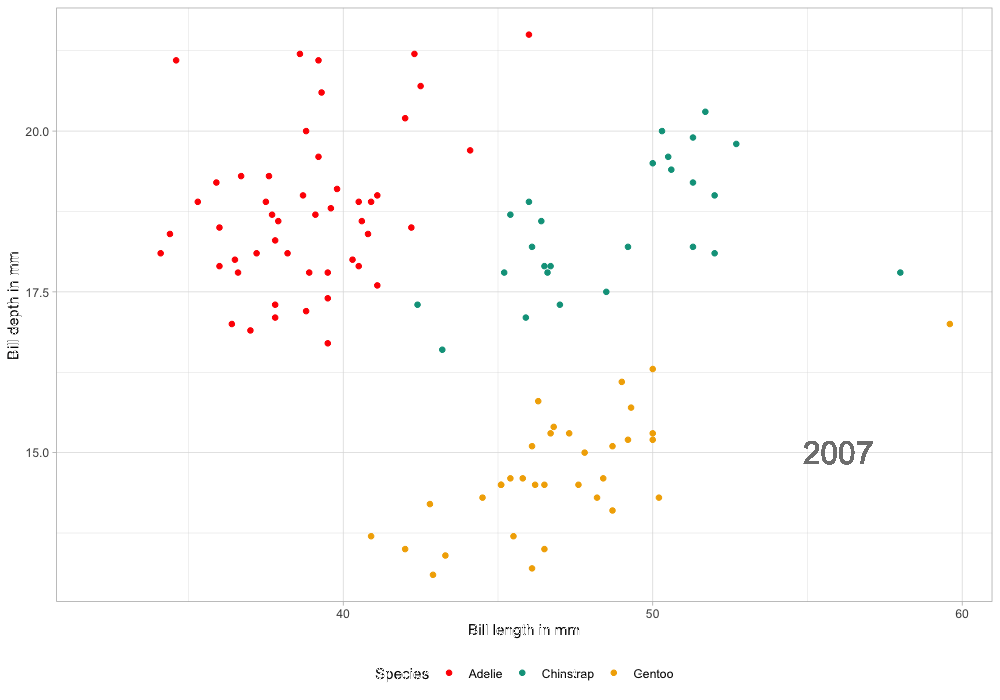 20.0
17.5
15.0
Bill depth in mm
2007
40 50 60
Bill length in mm
Species Adelie Chinstrap Gentoo